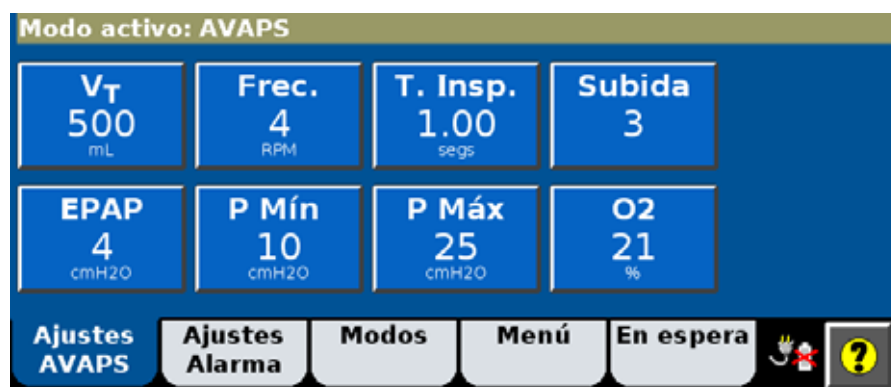 Modo activo: AVAPS
VT Frec. T. Insp. Subida
500 4 1.00 3
mL RPM segs
EPAP P Mín P Máx O2
4 10 25 21
cmH2O cmH2O cmH2O %
Ajustes AVAPS Ajustes Alarma Modos Menú En espera ?